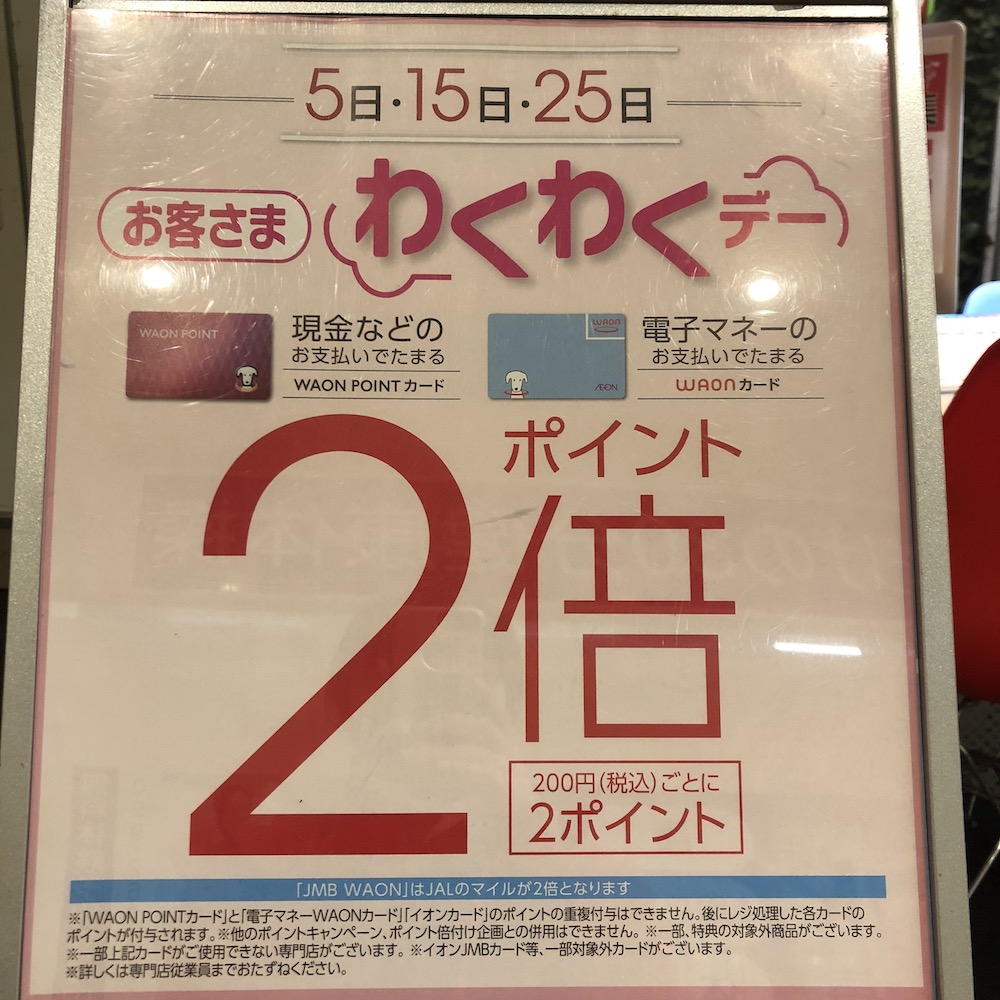 5日・15日・25日
お客さま わくわくデー
WAON POINT
現金などの
お支払いでたまる
WAON POINT カード
WAON
AEON
電子マネーの
お支払いでたまる
WAON カード
ポイント
2倍
200円(税込)ごとに
2ポイント
「JMB WAON」はJALのマイルが2倍となります
※「WAON POINTカード」と「電子マネーWAONカード」「イオンカード」のポイントの重複付与はできません。後にレジ処理した各カードの
ポイントが付与されます。※他のポイントキャンペーン、ポイント倍付け企画との併用はできません。※一部、特典の対象外商品がございます。
※一部上記カードがご使用できない専門店がございます。※イオンJMBカード等、一部対象外カードがございます。
※詳しくは専門店従業員までおたずねください。